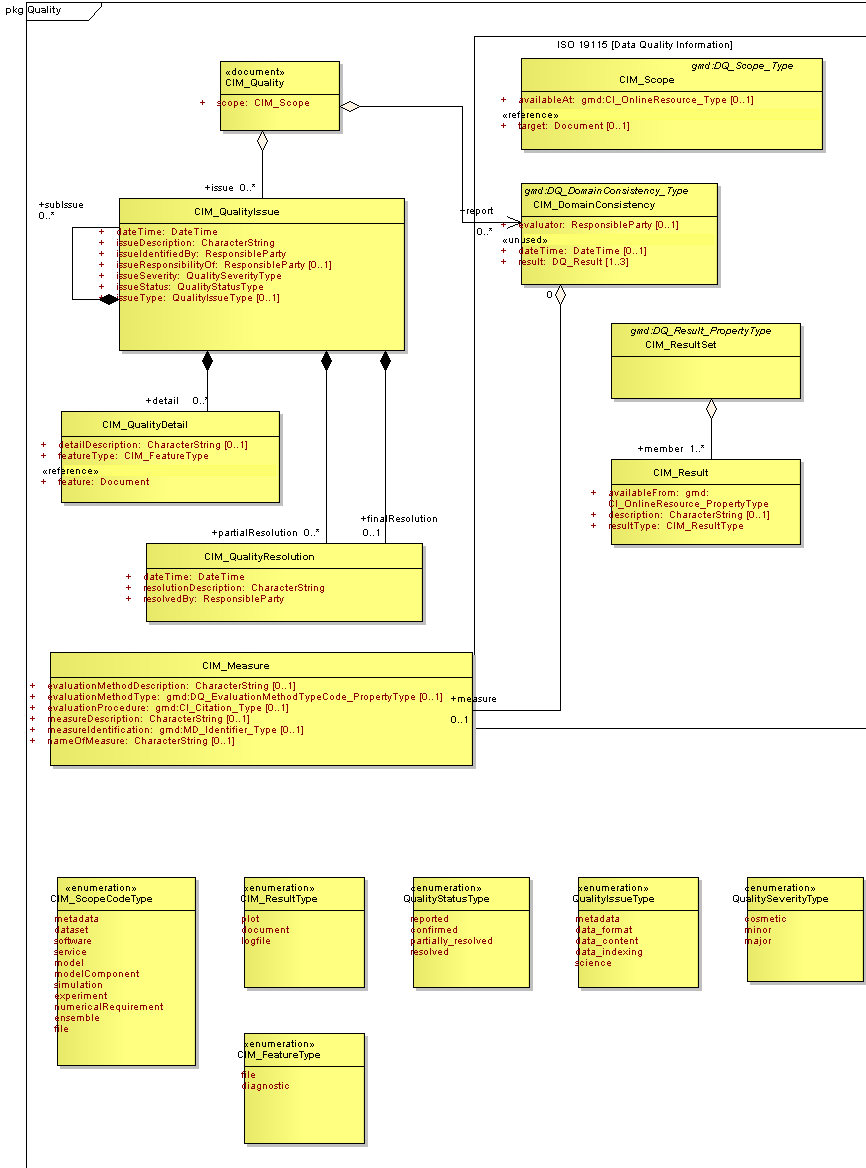 pkg Quality
ISO 19115 [Data Quality Information]
«document»
CIM_Quality
+ scope: CIM_Scope
gmd:DQ_Scope_Type
CIM_Scope
+ availableAt: gmd:CI_OnlineResource_Type [0..1]
«reference»
+ target: Document [0..1]
+issue 0..*
+subIssue
0..*
CIM_QualityIssue
+ dateTime: DateTime
+ issueDescription: CharacterString
+ issueIdentifiedBy: ResponsibleParty
+ issueResponsibilityOf: ResponsibleParty [0..1]
+ issueSeverity: QualitySeverityType
+ issueStatus: QualityStatusType
+ issueType: QualityIssueType [0..1]
+report
0..*
gmd:DQ_DomainConsistency_Type
CIM_DomainConsistency
+ evaluator: ResponsibleParty [0..1]
«unused»
+ dateTime: DateTime [0..1]
+ result: DQ_Result [1..3]
0
gmd:DQ_Result_PropertyType
CIM_ResultSet
+member 1..*
CIM_Result
+ availableFrom: gmd:
CI_OnlineResource_PropertyType
+ description: CharacterString [0..1]
+ resultType: CIM_ResultType
+detail 0..*
CIM_QualityDetail
+ detailDescription: CharacterString [0..1]
+ featureType: CIM_FeatureType
«reference»
+ feature: Document
+finalResolution
0..1
+partialResolution 0..*
CIM_QualityResolution
+ dateTime: DateTime
+ resolutionDescription: CharacterString
+ resolvedBy: ResponsibleParty
CIM_Measure
+ evaluationMethodDescription: CharacterString [0..1]
+ evaluationMethodType: gmd:DQ_EvaluationMethodTypeCode_PropertyType [0..1]
+ evaluationProcedure: gmd:CI_Citation_Type [0..1]
+ measureDescription: CharacterString [0..1]
+ measureIdentification: gmd:MD_Identifier_Type [0..1]
+ nameOfMeasure: CharacterString [0..1]
+measure
0..1
«enumeration»
CIM_ScopeCodeType
metadata
dataset
software
service
model
modelComponent
simulation
experiment
numericalRequirement
ensemble
file
«enumeration»
CIM_ResultType
plot
document
logfile
«enumeration»
QualityStatusType
reported
confirmed
partially_resolved
resolved
«enumeration»
QualityIssueType
metadata
data_format
data_content
data_indexing
science
«enumeration»
QualitySeverityType
cosmetic
minor
major
«enumeration»
CIM_FeatureType
file
diagnostic